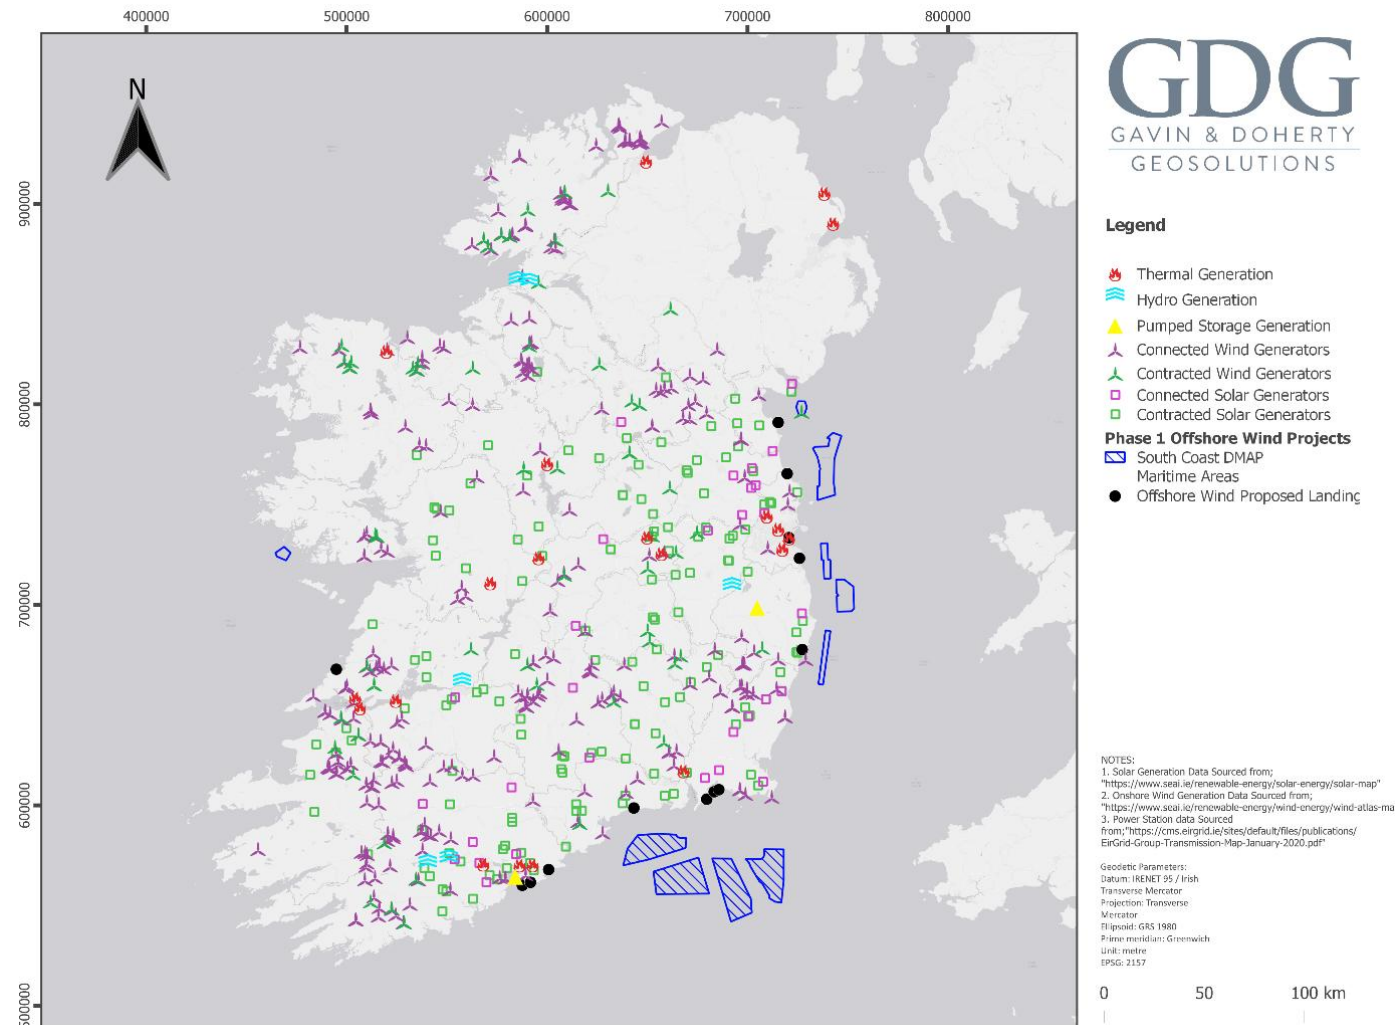 400000
500000
600000
700000
800000
N
900000
800000
700000
600000
500000
GDG
GAVIN & DOHERTY
GEOSOLUTIONS
Legend
Thermal Generation
Hydro Generation
Pumped Storage Generation
Connected Wind Generators
Contracted Wind Generators
Connected Solar Generators
Contracted Solar Generators
Phase 1 Offshore Wind Projects
South Coast DMAP
Maritime Areas
Offshore Wind Proposed Landing
NOTES:
1. Solar Generation Data Sourced from;
"https://www.seai.ie/renewable-energy/solar-energy/solar-map"
2. Onshore Wind Generation Data Sourced from;
"https://www.seai.ie/renewable-energy/wind-energy/wind-atlas-ma
3. Power Station data Sourced
from;"https://cms.eirgrid.ie/sites/default/files/publications/
EirGrid-Group-Transmission-Map-January-2020.pdf"
Geodetic Parameters:
Datum: IRENET 95 / Irish
Transverse Mercator
Projection: Transverse
Mercator
Ellipsoid: GRS 1980
Prime meridian: Greenwich
Unit: metre
EPSG: 2157
0 50 100 km